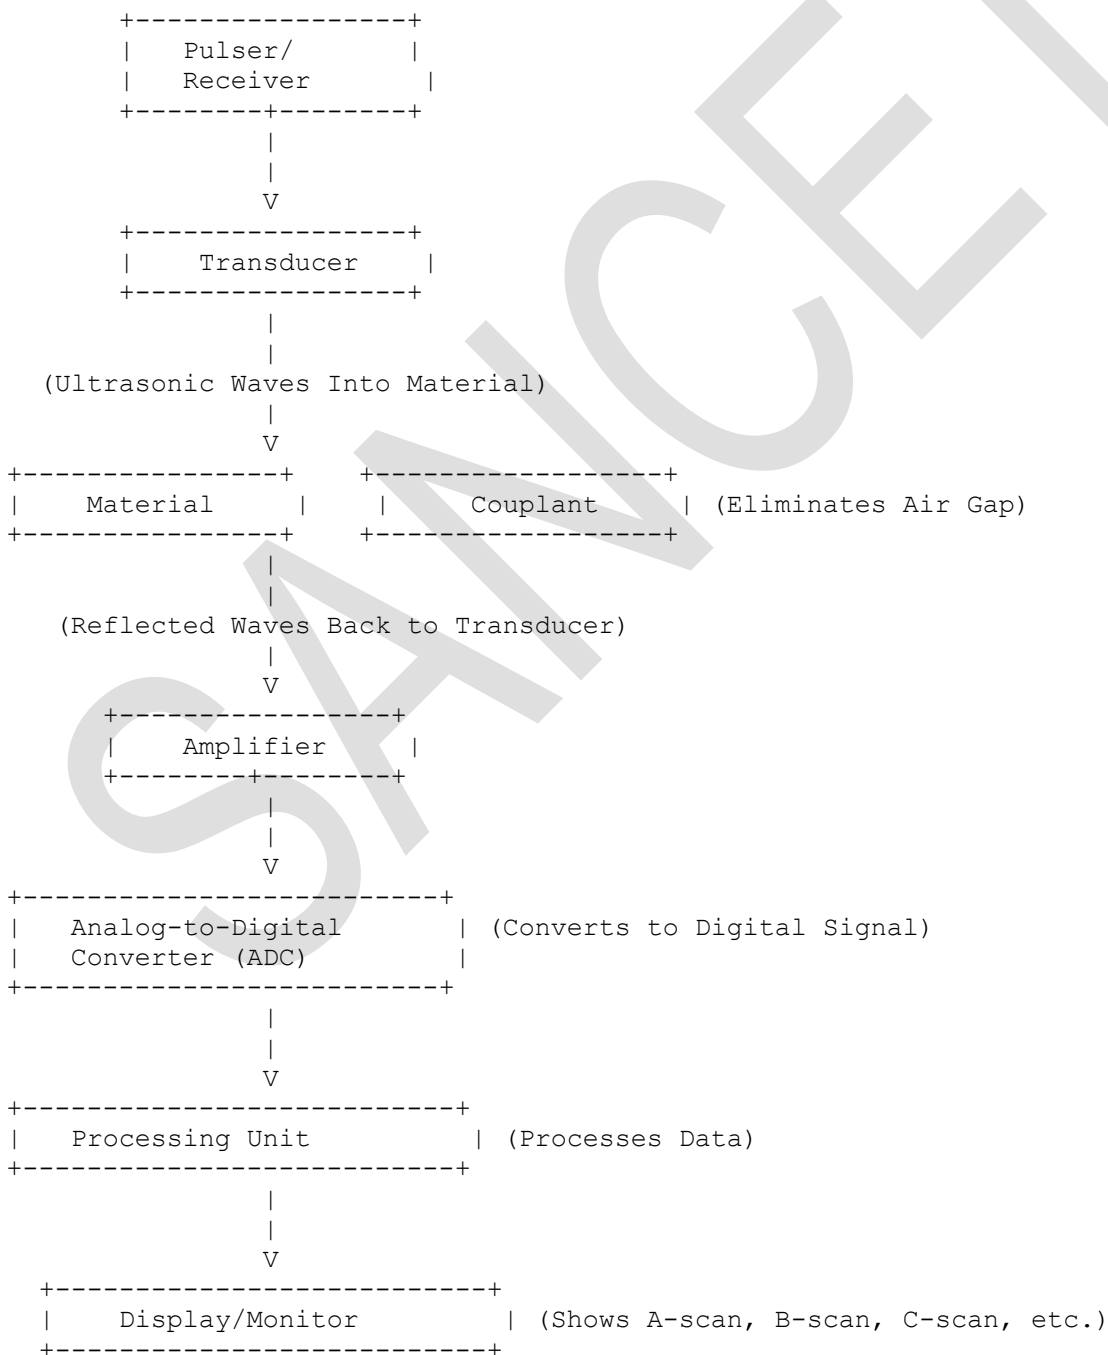 Pulser/
Receiver
Transducer
(Ultrasonic Waves Into Material)
Material Couplant (Eliminates Air Gap)
(Reflected Waves Back to Transducer)
Amplifier
Analog-to-Digital (Converts to Digital Signal)
Converter (ADC)
Processing Unit (Processes Data)
Display/Monitor (Shows A-scan, B-scan, C-scan, etc.)
SANCET